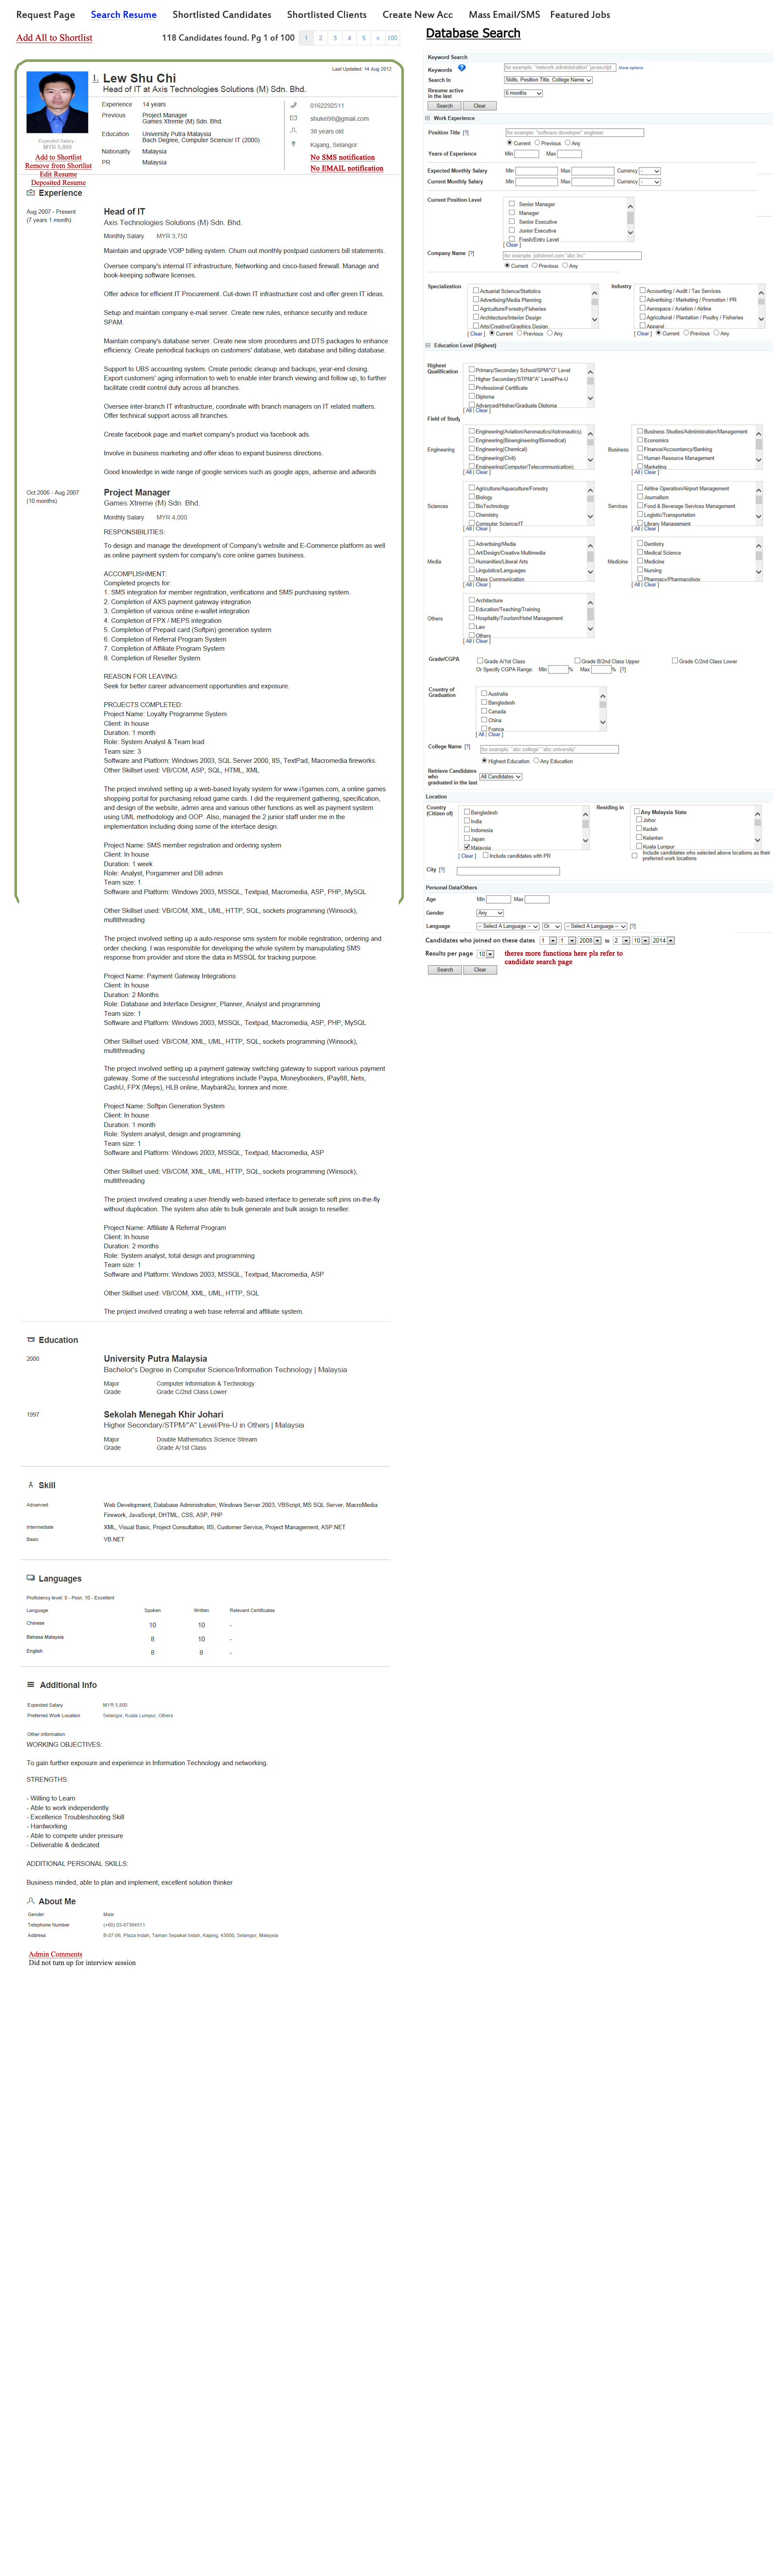 Request Page Search Resume Shortlisted Candidates Shortlisted Clients Create New Acc Mass Email/SMS Featured Jobs
Add All to Shortlist 118 Candidates found. Pg 1 of 100 1 2 3 4 5 » 100
Last Updated: 14 Aug 2012
1. Lew Shu Chi
Head of IT at Axis Technologies Solutions (M) Sdn. Bhd.
Experience 14 years
Previous Project Manager
Games Xtreme (M) Sdn. Bhd.
Education University Putra Malaysia
Bach Degree, Computer Science/ IT (2000)
Nationality Malaysia
PR Malaysia
0162292511
shuker98@gmail.com
38 years old
Kajang, Selangor
No SMS notification
No EMAIL notification
Expected Salary :
MYR 5,800
Add to Shortlist
Remove from Shortlist
Edit Resume
Deposited Resume
Experience
Aug 2007 - Present
(7 years 1 month)
Head of IT
Axis Technologies Solutions (M) Sdn. Bhd.
Monthly Salary MYR 3,750
Maintain and upgrade VOIP billing system. Churn out monthly postpaid customers bill statements.
Oversee company's internal IT infrastructure, Networking and cisco-based firewall. Manage and
book-keeping software licenses.
Offer advice for efficient IT Procurement. Cut-down IT infrastructure cost and offer green IT ideas.
Setup and maintain company e-mail server. Create new rules, enhance security and reduce
SPAM.
Maintain company's database server. Create new store procedures and DTS packages to enhance
efficiency. Create periodical backups on customers' database, web database and billing database.
Support to UBS accounting system. Create periodic cleanup and backups, year-end closing.
Export customers' aging information to web to enable inter branch viewing and follow up, to further
facilitate credit control duty across all branches.
Oversee inter-branch IT infrastructure, coordinate with branch managers on IT related matters.
Offer technical support across all branches.
Create facebook page and market company's product via facebook ads.
Involve in business marketing and offer ideas to expand business directions.
Good knowledge in wide range of google services such as google apps, adsense and adwords
Oct 2006 - Aug 2007
(10 months)
Project Manager
Games Xtreme (M) Sdn. Bhd.
Monthly Salary MYR 4,000
RESPONSIBILITIES:
To design and manage the development of Company's website and E-Commerce platform as well
as online payment system for company's core online games business.
ACCOMPLISHMENT:
Completed projects for:
1. SMS integration for member registration, verifications and SMS purchasing system.
2. Completion of AXS payment gateway integration
3. Completion of various online e-wallet integration
4. Completion of FPX / MEPS integration
5. Completion of Prepaid card (Softpin) generation system
6. Completion of Referral Program System
7. Completion of Affiliate Program System
8. Completion of Reseller System
REASON FOR LEAVING:
Seek for better career advancement opportunities and exposure.
PROJECTS COMPLETED:
Project Name: Loyalty Programme System
Client: In house
Duration: 1 month
Role: System Analyst & Team lead
Team size: 3
Software and Platform: Windows 2003, SQL Server 2000, IIS, TextPad, Macromedia fireworks.
Other Skillset used: VB/COM, ASP, SQL, HTML, XML
The project involved setting up a web-based loyaty system for www.i1games.com, a online games
shopping portal for purchasing reload game cards. I did the requirement gathering, specification,
and design of the website, admin area and various other functions as well as payment system
using UML methodology and OOP. Also, managed the 2 junior staff under me in the
implementation including doing some of the interface design.
Project Name: SMS member registration and ordering system
Client: In house
Duration: 1 week
Role: Analyst, Porgammer and DB admin
Team size: 1
Software and Platform: Windows 2003, MSSQL, Textpad, Macromedia, ASP, PHP, MySQL
Other Skillset used: VB/COM, XML, UML, HTTP, SQL, sockets programming (Winsock),
multithreading
The project involved setting up a auto-response sms system for mobile registration, ordering and
order checking. I was responsible for developing the whole system by manupulating SMS
response from provider and store the data in MSSQL for tracking purpose.
Project Name: Payment Gateway Integrations
Client: In house
Duration: 2 Months
Role: Database and Interface Designer, Planner, Analyst and programming
Team size: 1
Software and Platform: Windows 2003, MSSQL, Textpad, Macromedia, ASP, PHP, MySQL
Other Skillset used: VB/COM, XML, UML, HTTP, SQL, sockets programming (Winsock),
multithreading
The project involved setting up a payment gateway switching gateway to support various payment
gateway. Some of the successful integrations include Paypa, Moneybookers, IPay88, Nets,
CashU, FPX (Meps), HLB online, Maybank2u, Ionnex and more.
Project Name: Softpin Generation System
Client: In house
Duration: 1 month
Role: System analyst, design and programming
Team size: 1
Software and Platform: Windows 2003, MSSQL, Textpad, Macromedia, ASP
Other Skillset used: VB/COM, XML, UML, HTTP, SQL, sockets programming (Winsock),
multithreading
The project involved creating a user-friendly web-based interface to generate soft pins on-the-fly
without duplication. The system also able to bulk generate and bulk assign to reseller.
Project Name: Affiliate & Referral Program
Client: In house
Duration: 2 months
Role: System analyst, total design and programming
Team size: 1
Software and Platform: Windows 2003, MSSQL, Textpad, Macromedia, ASP
Other Skillset used: VB/COM, XML, UML, HTTP, SQL
The project involved creating a web base referral and affiliate system.
Education
2000
University Putra Malaysia
Bachelor's Degree in Computer Science/Information Technology | Malaysia
Major Computer Information & Technology
Grade Grade C/2nd Class Lower
1997
Sekolah Menegah Khir Johari
Higher Secondary/STPM/"A" Level/Pre-U in Others | Malaysia
Major Double Mathematics Science Stream
Grade Grade A/1st Class
Skill
Advanced Web Development, Database Administration, Windows Server 2003, VBScript, MS SQL Server, MacroMedia
Firework, JavaScript, DHTML, CSS, ASP, PHP
Intermediate XML, Visual Basic, Project Consultation, IIS, Customer Service, Project Management, ASP.NET
Basic VB.NET
Languages
Proficiency level: 0 - Poor, 10 - Excellent
Language Spoken Written Relevant Certificates
Chinese 10 10 -
Bahasa Malaysia 8 10 -
English 8 8 -
Additional Info
Expected Salary MYR 5,800
Preferred Work Location Selangor, Kuala Lumpur, Others
Other information
WORKING OBJECTIVES:
To gain further exposure and experience in Information Technology and networking.
STRENGTHS:
- Willing to Learn
- Able to work independently
- Excellence Troubleshooting Skill
- Hardworking
- Able to compete under pressure
- Deliverable & dedicated
ADDITIONAL PERSONAL SKILLS:
Business minded, able to plan and implement, excellent solution thinker
About Me
Gender Male
Telephone Number (+60) 03-87364511
Address B-07-06, Plaza Indah, Taman Sepakat Indah, Kajang, 43000, Selangor, Malaysia
Admin Comments
Did not turn up for interview session
Database Search
Keyword Search
Keywords for example: "network administration" javascript More options
Search In Skills, Position Title, College Name
Resume active
in the last 6 months
Search Clear
Work Experience
Position Title [?] for example: "software developer" engineer
Current Previous Any
Years of Experience Min Max
Expected Monthly Salary Min Max Currency -
Current Monthly Salary Min Max Currency -
Current Position Level
Senior Manager
Manager
Senior Executive
Junior Executive
Fresh/Entry Level
[ Clear ]
Company Name [?] for example: jobstreet.com "abc inc"
Current Previous Any
Specialization
Actuarial Science/Statistics
Advertising/Media Planning
Agriculture/Forestry/Fisheries
Architecture/Interior Design
Arts/Creative/Graphics Design
[ Clear ] Current Previous Any
Industry
Accounting / Audit / Tax Services
Advertising / Marketing / Promotion / PR
Aerospace / Aviation / Airline
Agricultural / Plantation / Poultry / Fisheries
Apparel
[ Clear ] Current Previous Any
Education Level (Highest)
Highest
Qualification
Primary/Secondary School/SPM/"O" Level
Higher Secondary/STPM/"A" Level/Pre-U
Professional Certificate
Diploma
Advanced/Higher/Graduate Diploma
[ All | Clear ]
Field of Study
Engineering
Engineering(Aviation/Aeronautics/Astronautics)
Engineering(Bioengineering/Biomedical)
Engineering(Chemical)
Engineering(Civil)
Engineering(Computer/Telecommunication)
[ All | Clear ]
Business
Business Studies/Administration/Management
Economics
Finance/Accountancy/Banking
Human Resource Management
Marketing
[ All | Clear ]
Sciences
Agriculture/Aquaculture/Forestry
Biology
BioTechnology
Chemistry
Computer Science/IT
[ All | Clear ]
Services
Airline Operation/Airport Management
Journalism
Food & Beverage Services Management
Logistic/Transportation
Library Management
[ All | Clear ]
Media
Advertising/Media
Art/Design/Creative Multimedia
Humanities/Liberal Arts
Linguistics/Languages
Mass Communication
[ All | Clear ]
Medicine
Dentistry
Medical Science
Medicine
Nursing
Pharmacy/Pharmacology
[ All | Clear ]
Others
Architecture
Education/Teaching/Training
Hospitality/Tourism/Hotel Management
Law
Others
[ All | Clear ]
Grade/CGPA Grade A/1st Class Grade B/2nd Class Upper Grade C/2nd Class Lower
Or Specify CGPA Range Min % Max % [?]
Country of
Graduation
Australia
Bangladesh
Canada
China
France
[ All | Clear ]
College Name [?] for example: "abc college" "abc university"
Highest Education Any Education
Retrieve Candidates
who
graduated in the last All Candidates
Location
Country
(Citizen of)
Bangladesh
India
Indonesia
Japan
Malaysia
[ Clear ] Include candidates with PR
Residing in
Any Malaysia State
Johor
Kedah
Kelantan
Kuala Lumpur
Include candidates who selected above locations as their
preferred work locations
City [?]
Personal Data/Others
Age Min Max
Gender Any
Language -- Select A Language -- Or -- Select A Language -- [?]
Candidates who joined on these dates 1 1 2008 to 2 10 2014
Results per page 10 theres more functions here pls refer to
candidate search page
Search Clear